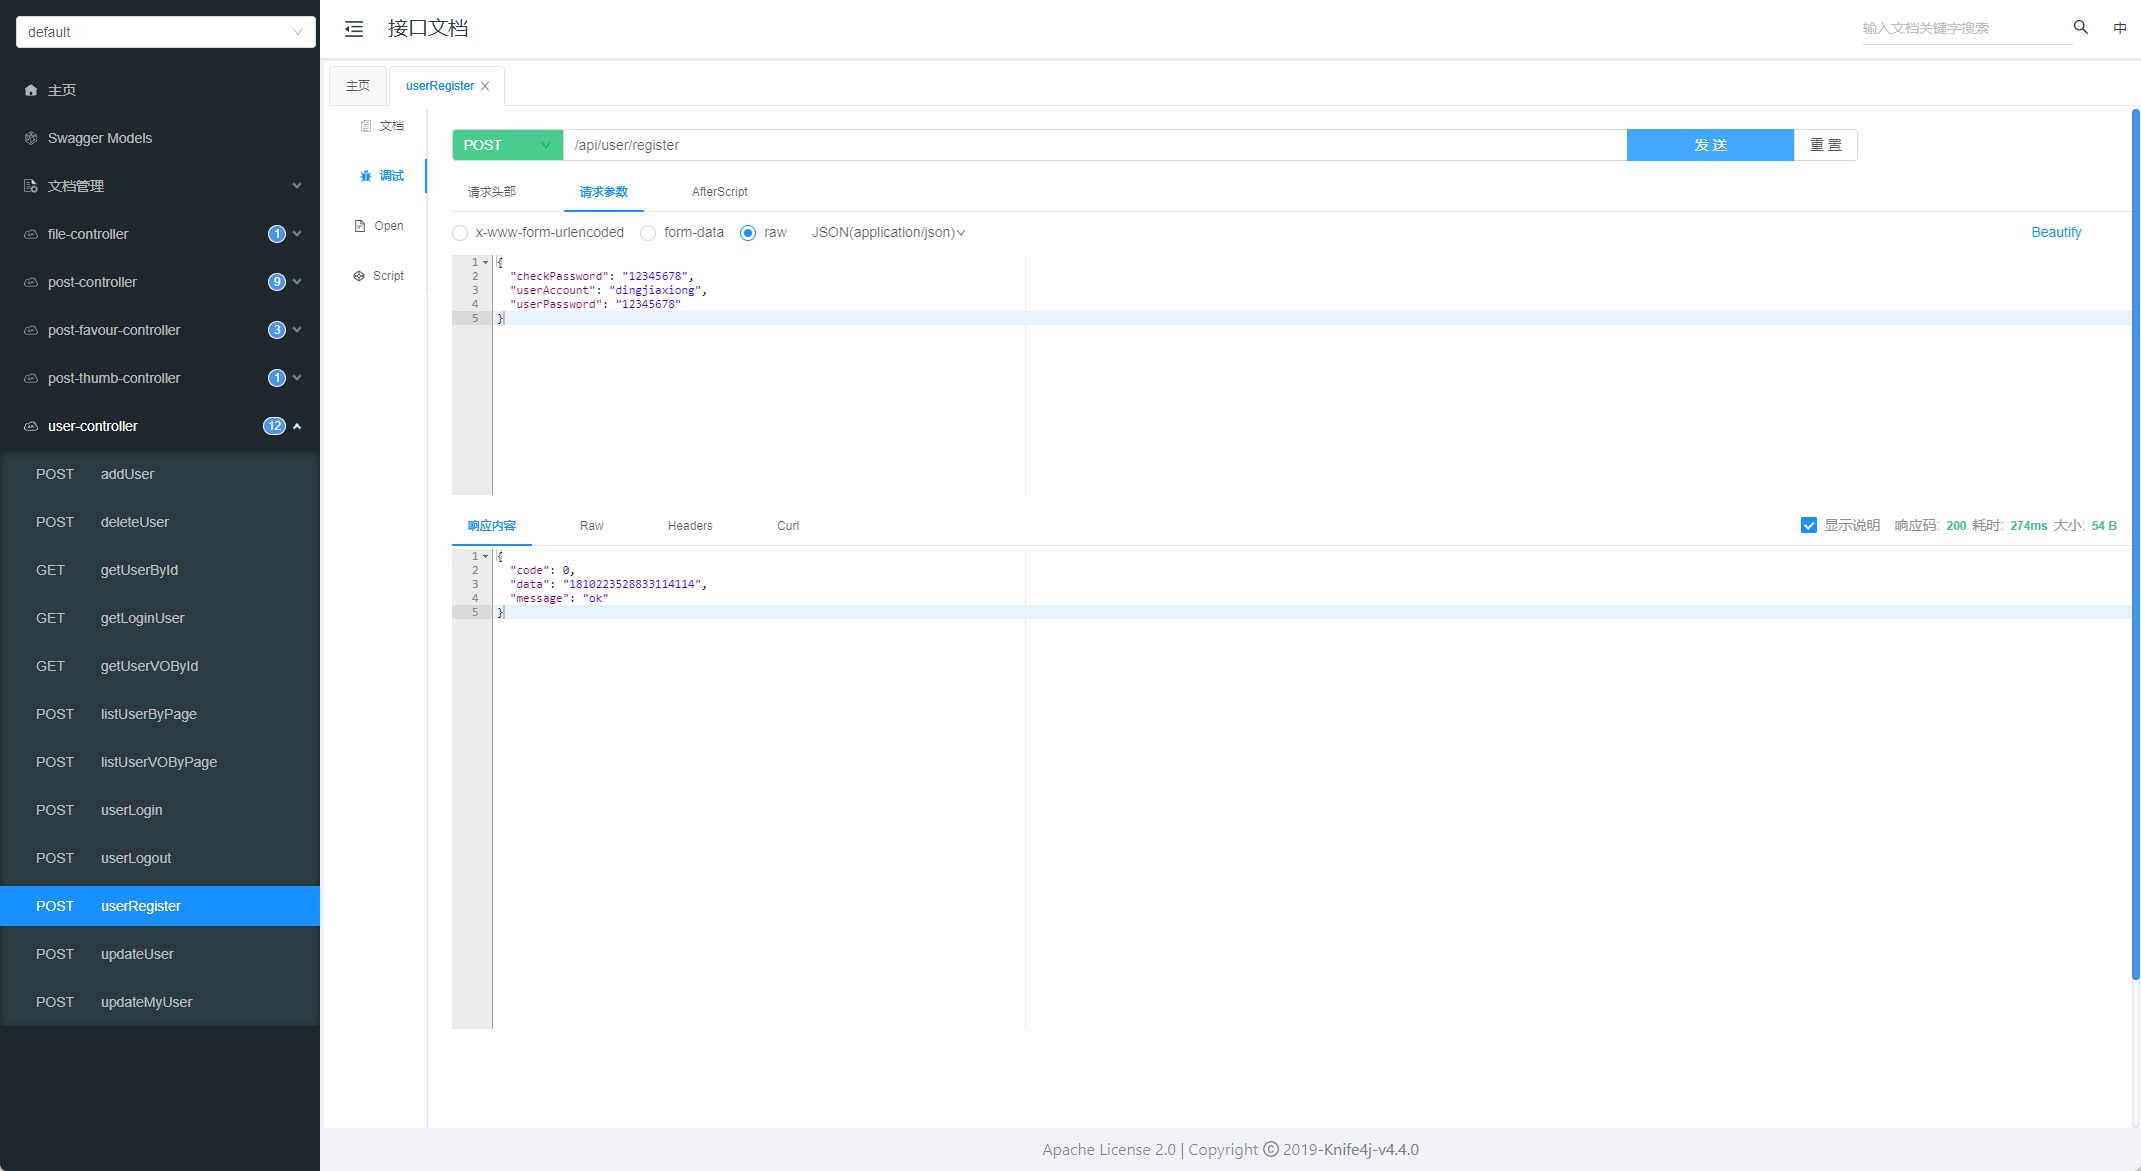 default
主页
Swagger Models
文档管理
file-controller 1
post-controller 9
post-favour-controller 3
post-thumb-controller 1
user-controller 12
POST addUser
POST deleteUser
GET getUserById
GET getLoginUser
GET getUserVOById
POST listUserByPage
POST listUserVOByPage
POST userLogin
POST userLogout
POST userRegister
POST updateUser
POST updateMyUser
接口文档
输入文档关键字搜索
中
主页 userRegister
文档
调试
Open
Script
POST /api/user/register 发 送 重 置
请求头部 请求参数 AfterScript
x-www-form-urlencoded form-data raw JSON(application/json) Beautify
1 {
2 "checkPassword": "12345678",
3 "userAccount": "dingjiaxiong",
4 "userPassword": "12345678"
5 }
响应内容 Raw Headers Curl 显示说明 响应码: 200 耗时: 274ms 大小: 54 B
1 {
2 "code": 0,
3 "data": "1810223528833114114",
4 "message": "ok"
5 }
Apache License 2.0 | Copyright © 2019-Knife4j-v4.4.0